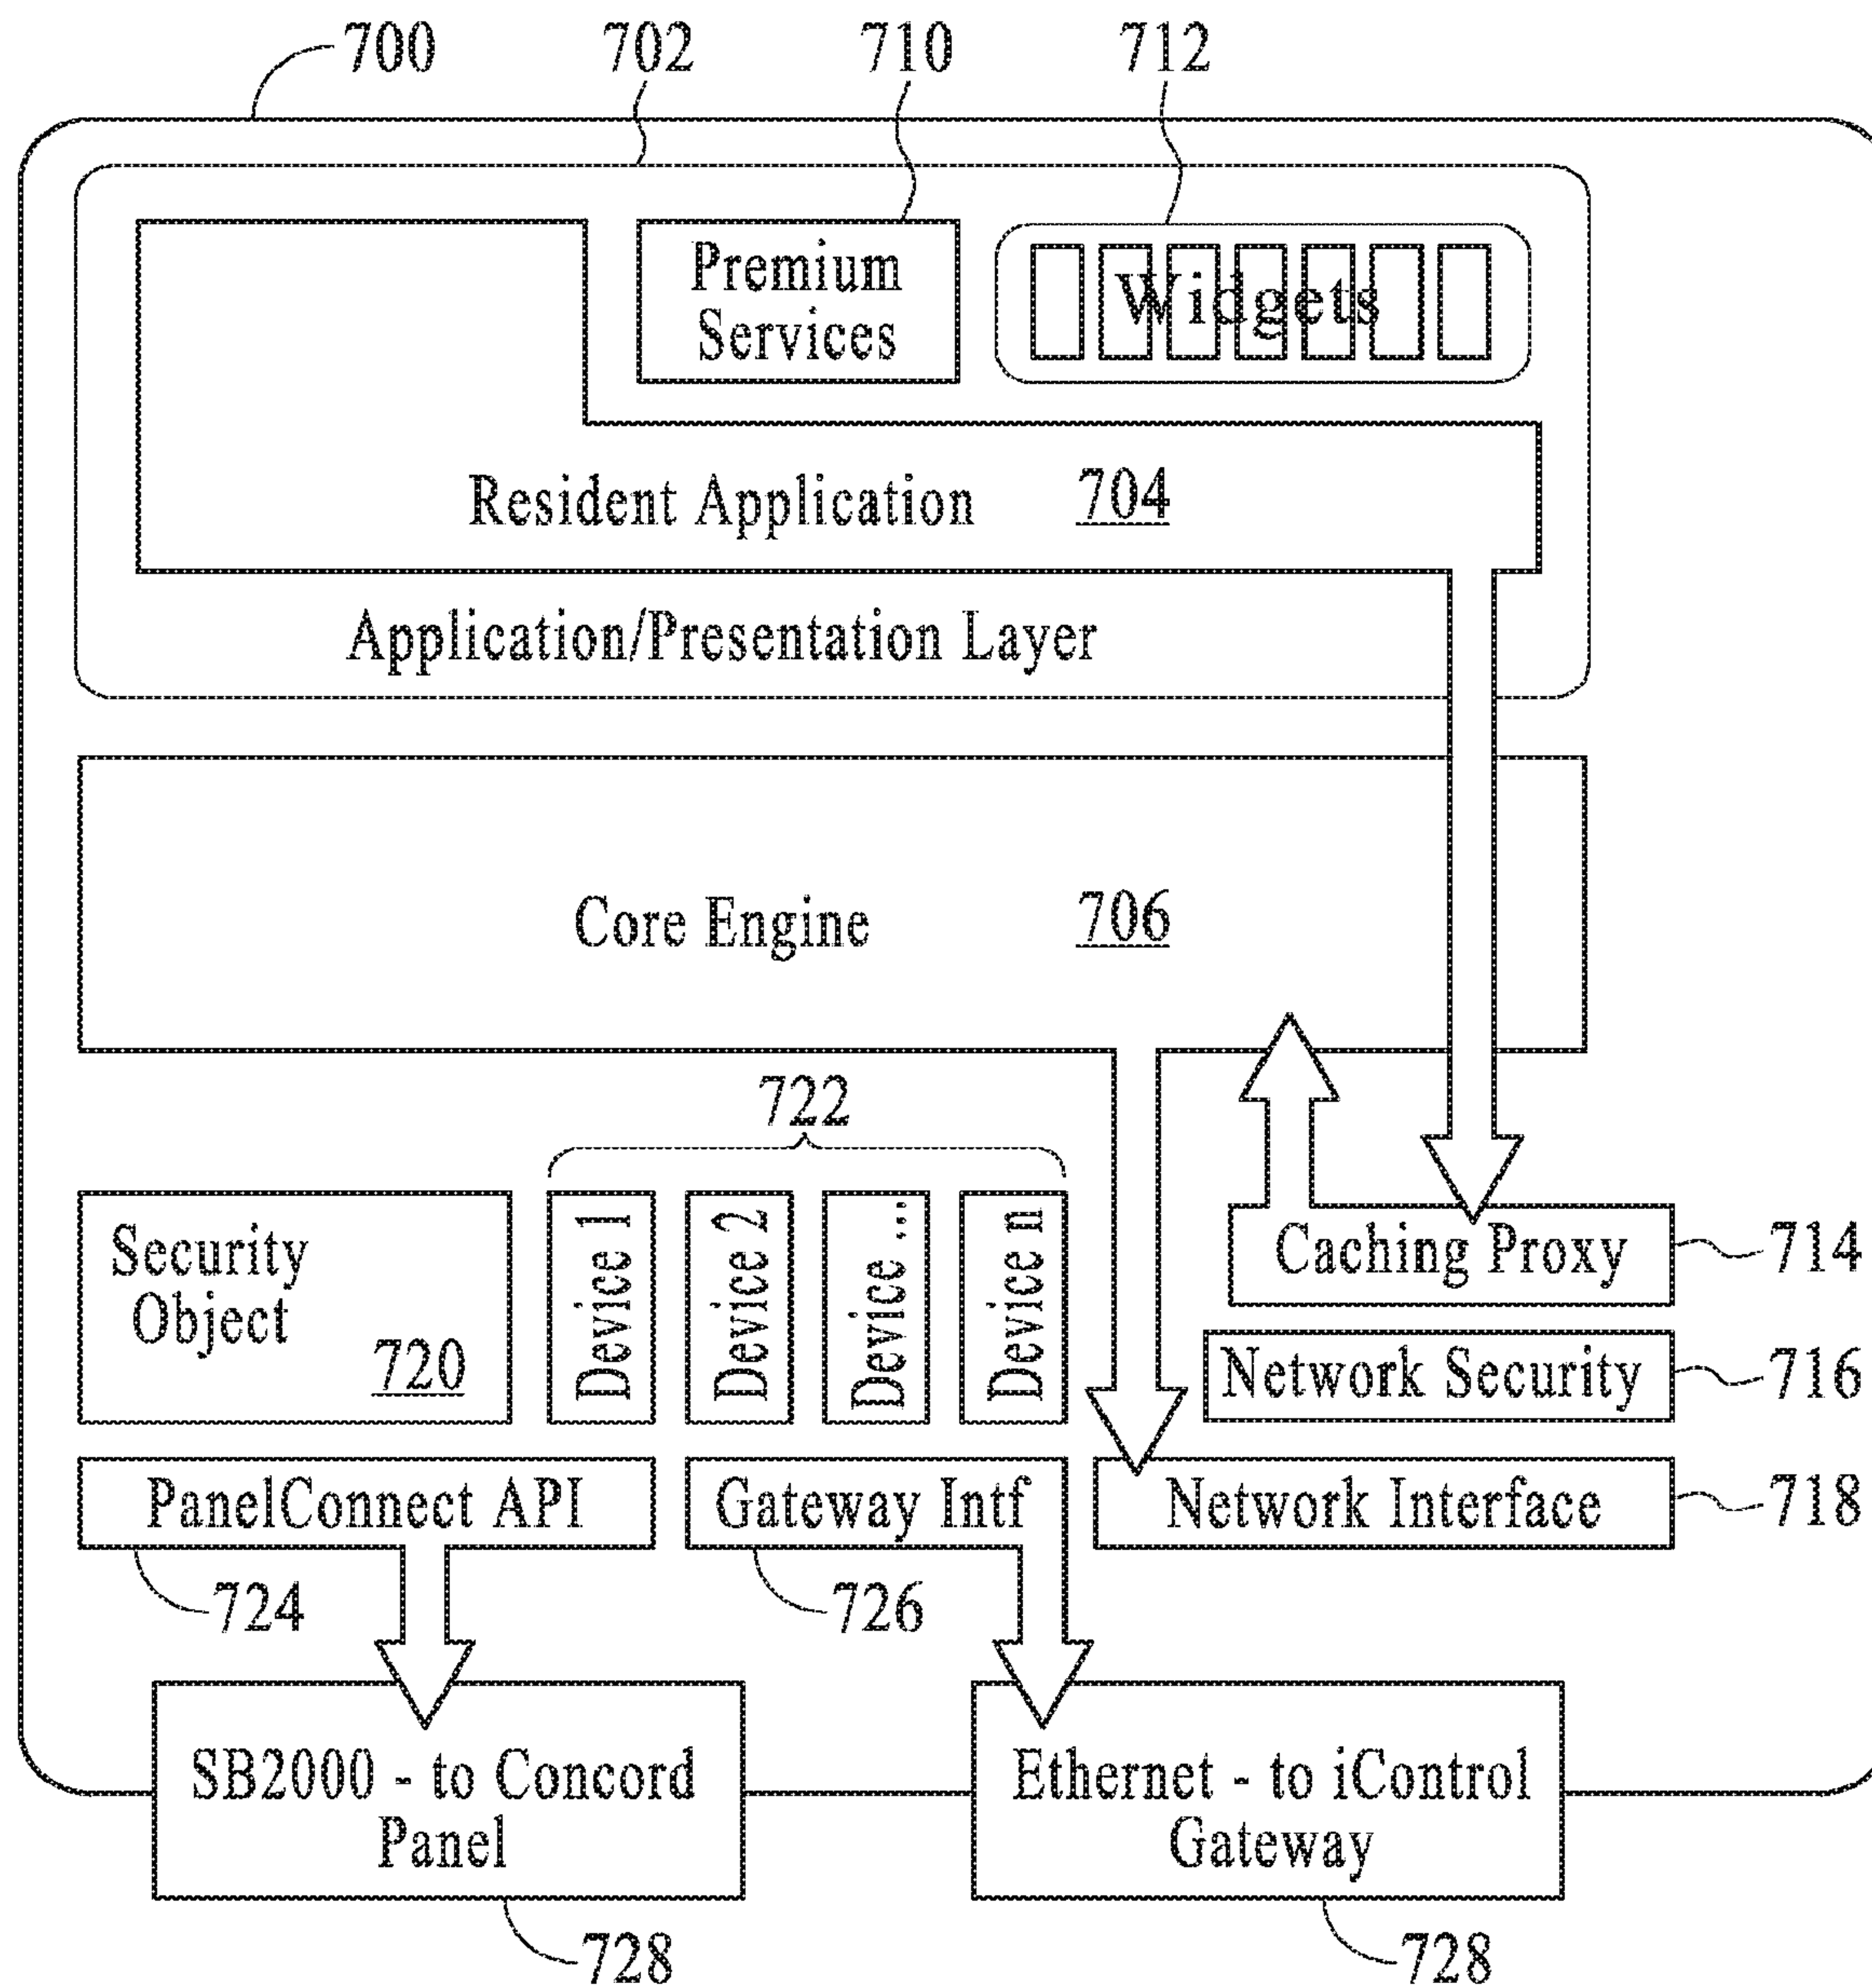 700 702 710 712
Premium
Services
Widgets
Resident Application 704
Application/Presentation Layer
Core Engine 706
722
Security
Object
720
Device 1
Device 2
Device ...
Device n
Caching Proxy 714
Network Security 716
PanelConnect API
Gateway Intf
Network Interface 718
724
726
SB2000 - to Concord
Panel
Ethernet - to iControl
Gateway
728
728